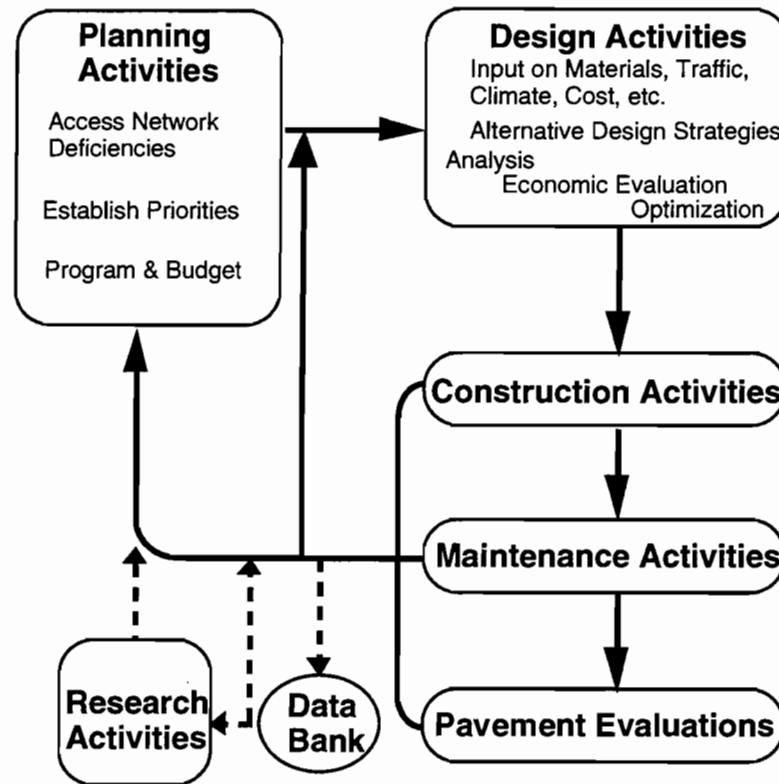 Planning
Activities
Access Network
Deficiencies
Establish Priorities
Program & Budget
Design Activities
Input on Materials, Traffic,
Climate, Cost, etc.
Alternative Design Strategies
Analysis
Economic Evaluation
Optimization
Construction Activities
Maintenance Activities
Pavement Evaluations
Research
Activities
Data
Bank